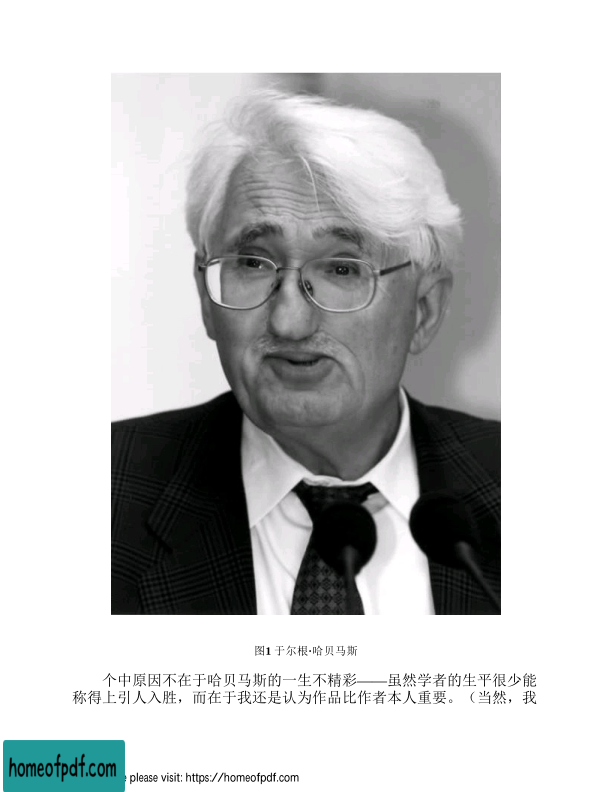 图1 于尔根·哈贝马斯
个中原因不在于哈贝马斯的一生不精彩——虽然学者的生平很少能
称得上引人入胜，而在于我还是认为作品比作者本人重要。（当然，我
homeofpdf.com
e please visit: https://homeofpdf.com